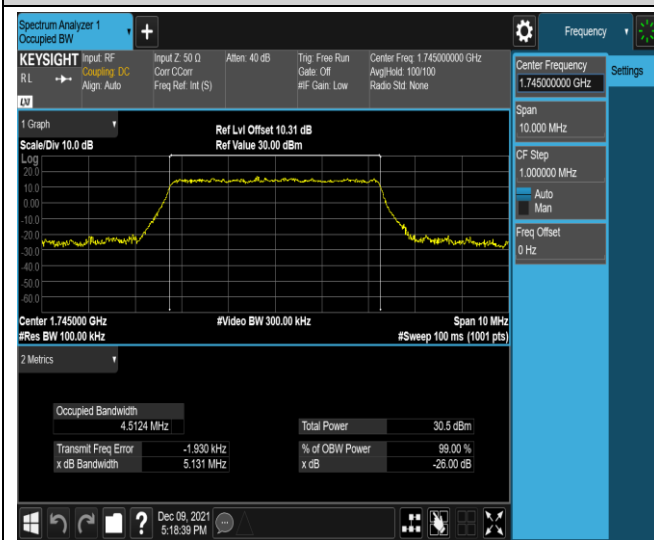 Spectrum Analyzer 1
Occupied BW
+
Frequency
KEYSIGHT
RL
LXI
Input: RF
Coupling: DC
Align: Auto
Input Z: 50 Ω
Corr CCorr
Freq Ref: Int (S)
Atten: 40 dB
Trig: Free Run
Gate: Off
#IF Gain: Low
Center Freq: 1.745000000 GHz
Avg|Hold: 100/100
Radio Std: None
Center Frequency
1.745000000 GHz
Settings
Span
10.000 MHz
CF Step
1.000000 MHz
Auto
Man
Freq Offset
0 Hz
1 Graph
Scale/Div 10.0 dB
Ref Lvl Offset 10.31 dB
Ref Value 30.00 dBm
Log
20.0
10.0
0.00
-10.0
-20.0
-30.0
-40.0
-50.0
-60.0
Center 1.745000 GHz
#Res BW 100.00 kHz
#Video BW 300.00 kHz
Span 10 MHz
#Sweep 100 ms (1001 pts)
2 Metrics
Occupied Bandwidth
4.5124 MHz
Total Power 30.5 dBm
Transmit Freq Error -1.930 kHz
% of OBW Power 99.00 %
x dB Bandwidth 5.131 MHz
x dB -26.00 dB
?
Dec 09, 2021
5:18:39 PM